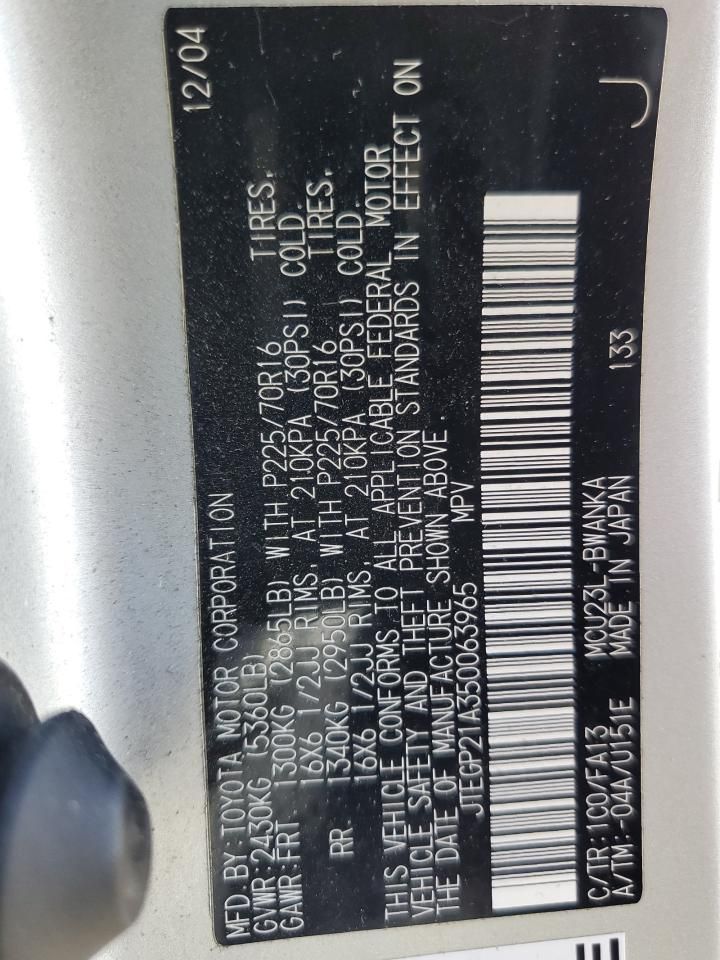 MFD.BY:TOYOTA MOTOR CORPORATION 12/04
GVWR:2430KG (5360LB)
GAWR:FRT 1300KG (2865LB) WITH P225/70R16 TIRES,
16X6 1/2JJ RIMS, AT 210KPA (30PSI) COLD.
RR. 1340KG (2950LB) WITH P225/70R16 TIRES,
16X6 1/2JJ RIMS, AT 210KPA (30PSI) COLD.
THIS VEHICLE CONFORMS TO ALL APPLICABLE FEDERAL MOTOR
VEHICLE SAFETY AND THEFT PREVENTION STANDARDS IN EFFECT ON
THE DATE OF MANUFACTURE SHOWN ABOVE.
JTEGP21A350063965 MPV
C/TR:1C0/FA13 MCU23L-BWANKA 133 J
A/TM:-04A/U151E MADE IN JAPAN
E